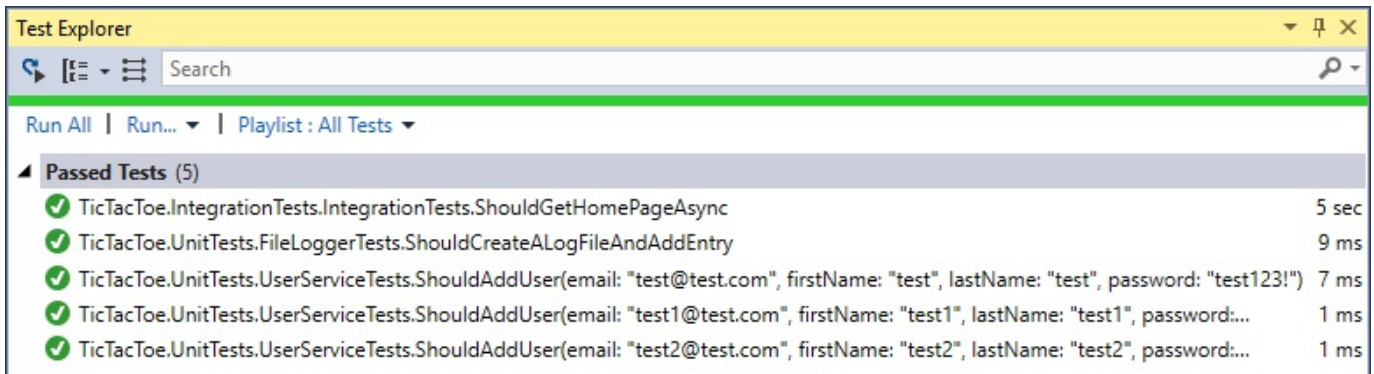 Test Explorer
Search
Run All | Run... | Playlist : All Tests
Passed Tests (5)
TicTacToe.IntegrationTests.IntegrationTests.ShouldGetHomePageAsync 5 sec
TicTacToe.UnitTests.FileLoggerTests.ShouldCreateALogFileAndAddEntry 9 ms
TicTacToe.UnitTests.UserServiceTests.ShouldAddUser(email: "test@test.com", firstName: "test", lastName: "test", password: "test123!") 7 ms
TicTacToe.UnitTests.UserServiceTests.ShouldAddUser(email: "test1@test.com", firstName: "test1", lastName: "test1", password:... 1 ms
TicTacToe.UnitTests.UserServiceTests.ShouldAddUser(email: "test2@test.com", firstName: "test2", lastName: "test2", password:... 1 ms